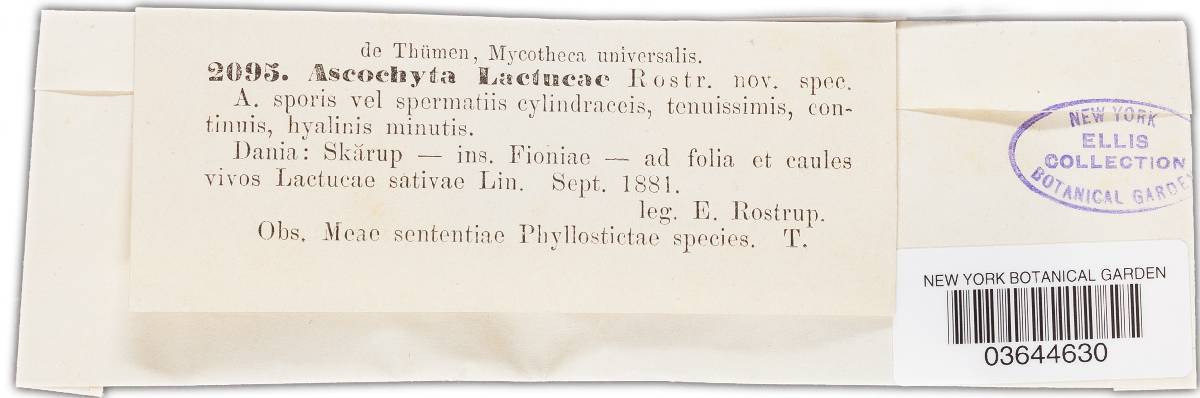 de Thümen, Mycotheca universalis.
2095. Ascochyta Lactucae Rostr. nov. spec.
A. sporis vel spermatiis cylindraceis, tenuissimis, con-
tinuis, hyalinis minutis.
Dania: Skårup — ins. Fioniae — ad folia et caules
vivos Lactucae sativae Lin. Sept. 1881.
leg. E. Rostrup.
Obs. Meae sententiae Phyllostictae species. T.
NEW YORK
ELLIS
COLLECTION
BOTANICAL GARDEN
NEW YORK BOTANICAL GARDEN
03644630